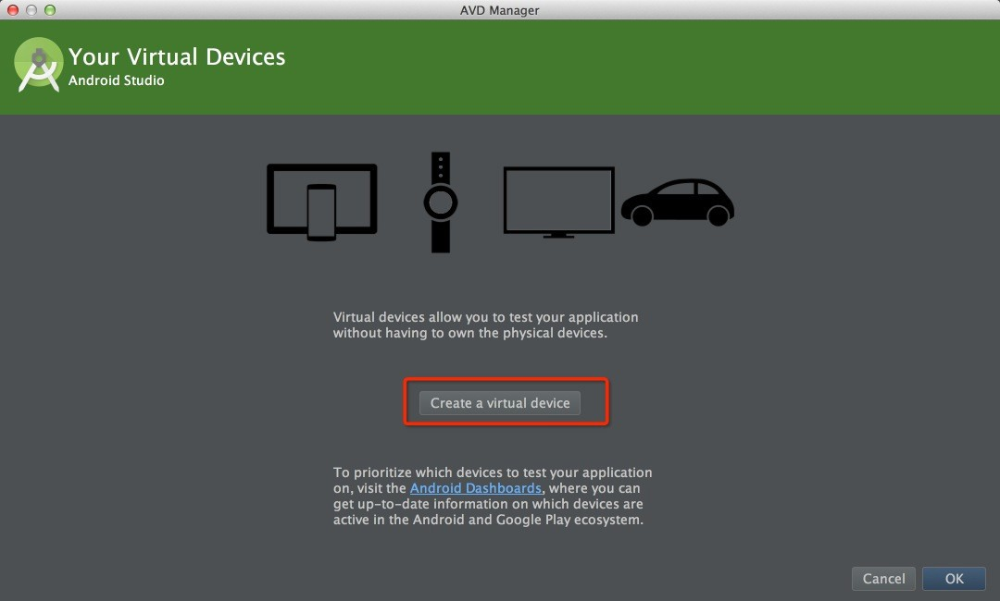 AVD Manager
Your Virtual Devices
Android Studio
Virtual devices allow you to test your application
without having to own the physical devices.
Create a virtual device
To prioritize which devices to test your application
on, visit the Android Dashboards, where you can
get up-to-date information on which devices are
active in the Android and Google Play ecosystem.
Cancel OK